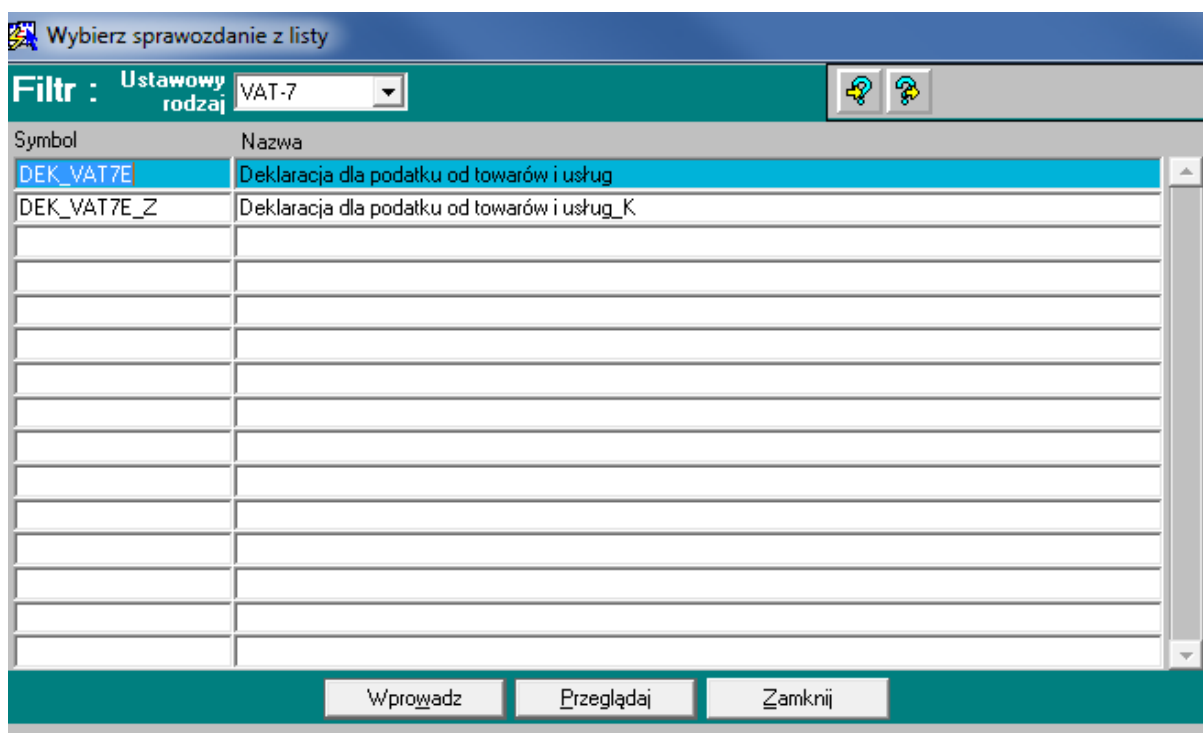 Wybierz sprawozdanie z listy
Filtr : Ustawowy rodzaj VAT-7
Symbol Nazwa
DEK_VAT7E Deklaracja dla podatku od towarów i usług
DEK_VAT7E_Z Deklaracja dla podatku od towarów i usług_K
Wprowadz Przeglądaj Zamknij